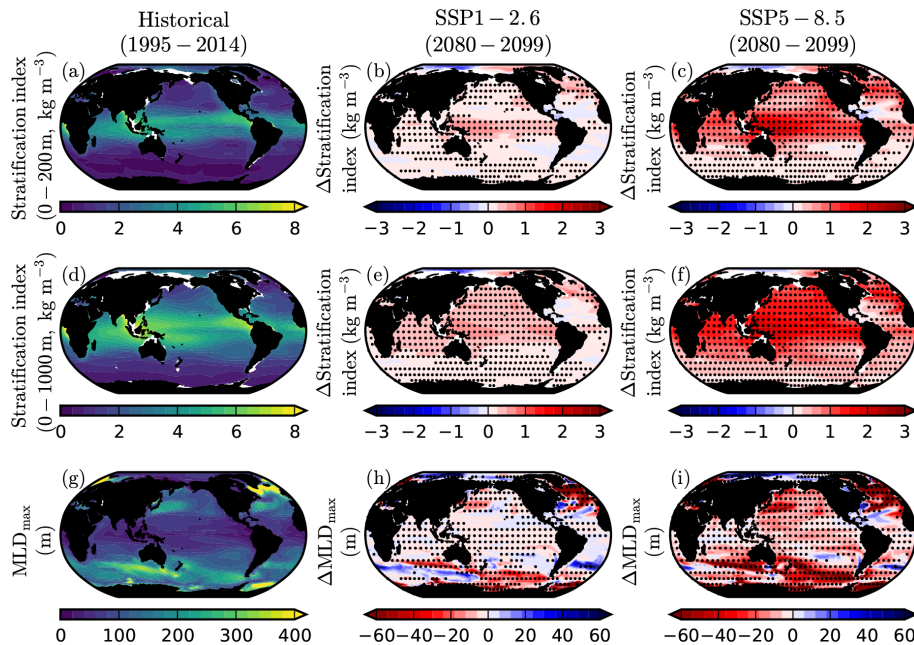 Historical
(1995 − 2014)
SSP1 − 2.6
(2080 − 2099)
SSP5 − 8.5
(2080 − 2099)
Stratification index
(0 − 200 m, kg m⁻³)
(a)
0 2 4 6 8
ΔStratification
index (kg m⁻³)
(b)
−3 −2 −1 0 1 2 3
ΔStratification
index (kg m⁻³)
(c)
−3 −2 −1 0 1 2 3
Stratification index
(0 − 1000 m, kg m⁻³)
(d)
0 2 4 6 8
ΔStratification
index (kg m⁻³)
(e)
−3 −2 −1 0 1 2 3
ΔStratification
index (kg m⁻³)
(f)
−3 −2 −1 0 1 2 3
MLDmax
(m)
(g)
0 100 200 300 400
ΔMLDmax
(m)
(h)
−60 −40 −20 0 20 40 60
ΔMLDmax
(m)
(i)
−60 −40 −20 0 20 40 60